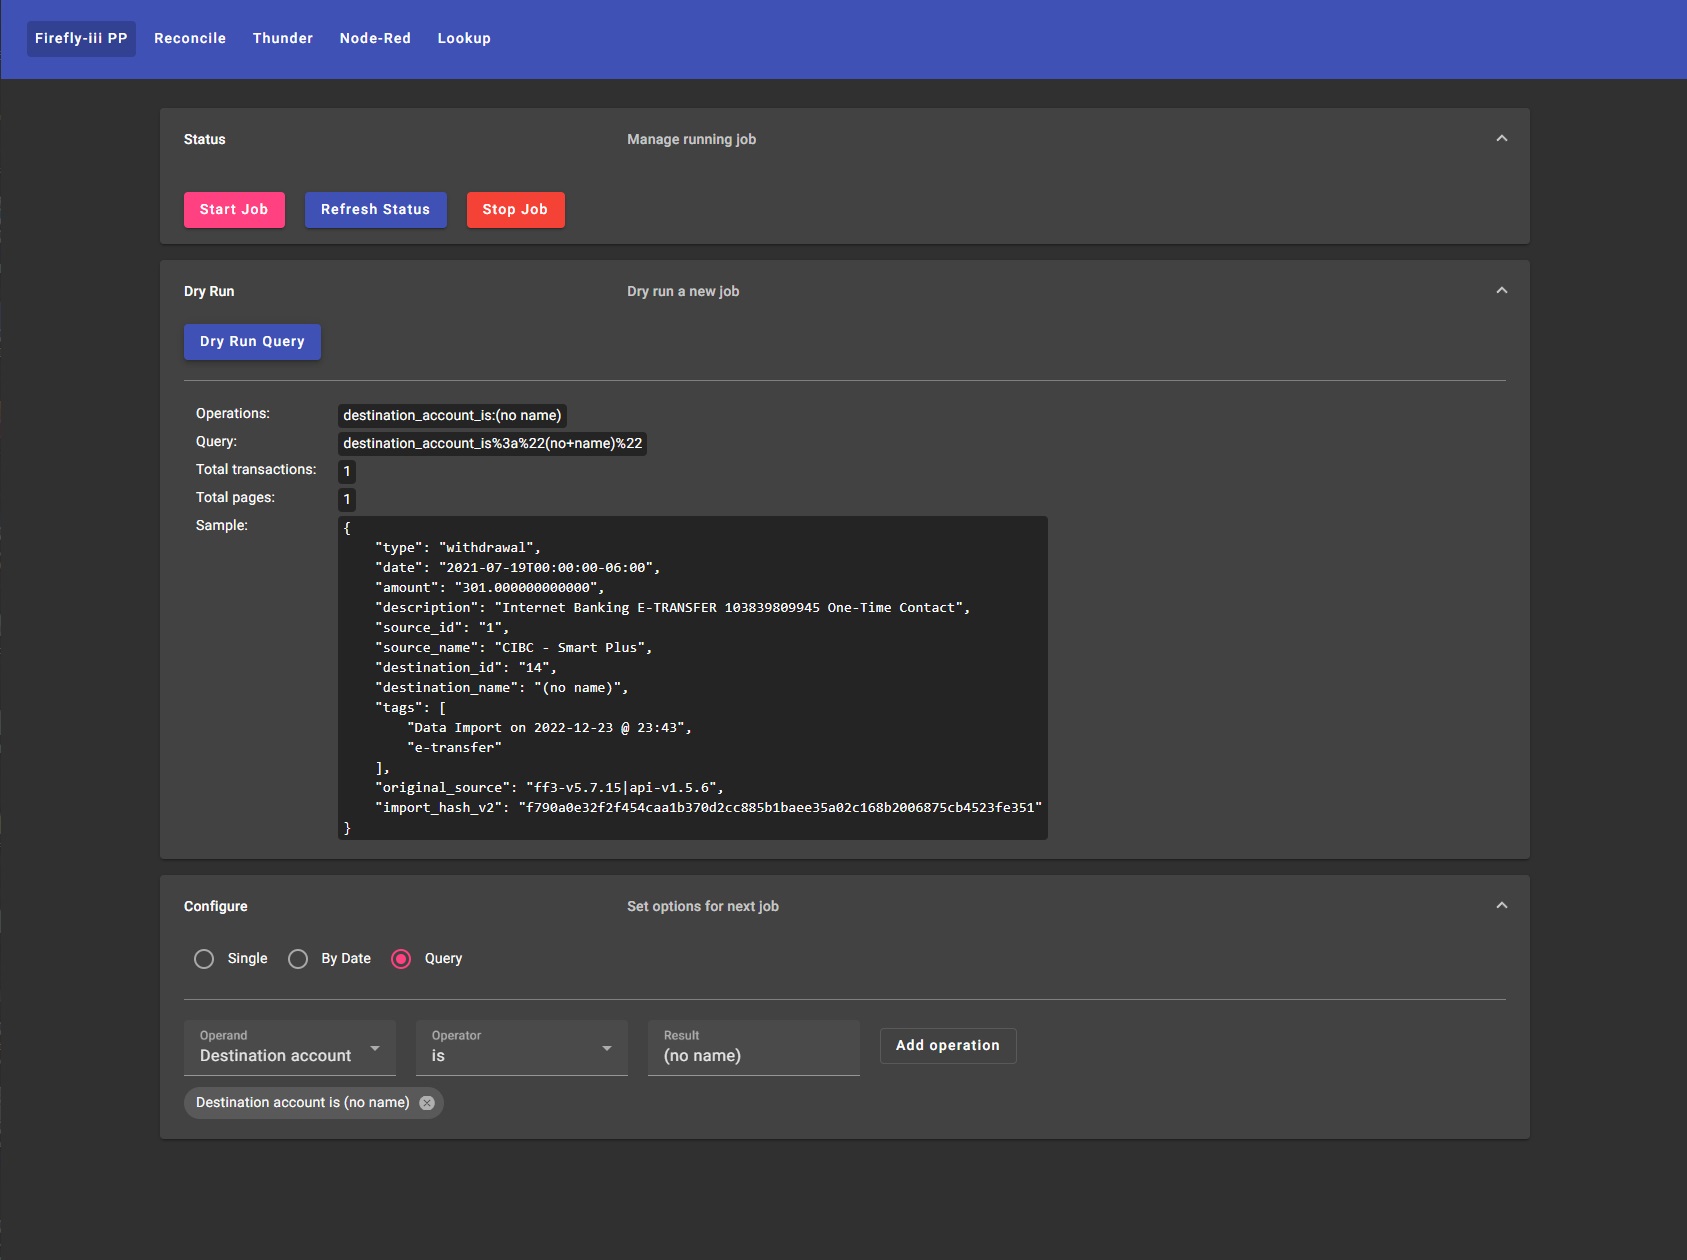 Firefly-iii PP Reconcile Thunder Node-Red Lookup
Status Manage running job
Start Job Refresh Status Stop Job
Dry Run Dry run a new job
Dry Run Query
Operations: destination_account_is:(no name)
Query: destination_account_is%3a%22(no+name)%22
Total transactions: 1
Total pages: 1
Sample: {
"type": "withdrawal",
"date": "2021-07-19T00:00:00-06:00",
"amount": "301.000000000000",
"description": "Internet Banking E-TRANSFER 103839809945 One-Time Contact",
"source_id": "1",
"source_name": "CIBC - Smart Plus",
"destination_id": "14",
"destination_name": "(no name)",
"tags": [
"Data Import on 2022-12-23 @ 23:43",
"e-transfer"
],
"original_source": "ff3-v5.7.15|api-v1.5.6",
"import_hash_v2": "f790a0e32f2f454caa1b370d2cc885b1baee35a02c168b2006875cb4523fe351"
}
Configure Set options for next job
Single By Date Query
Operand Operator Result
Destination account is (no name) Add operation
Destination account is (no name)